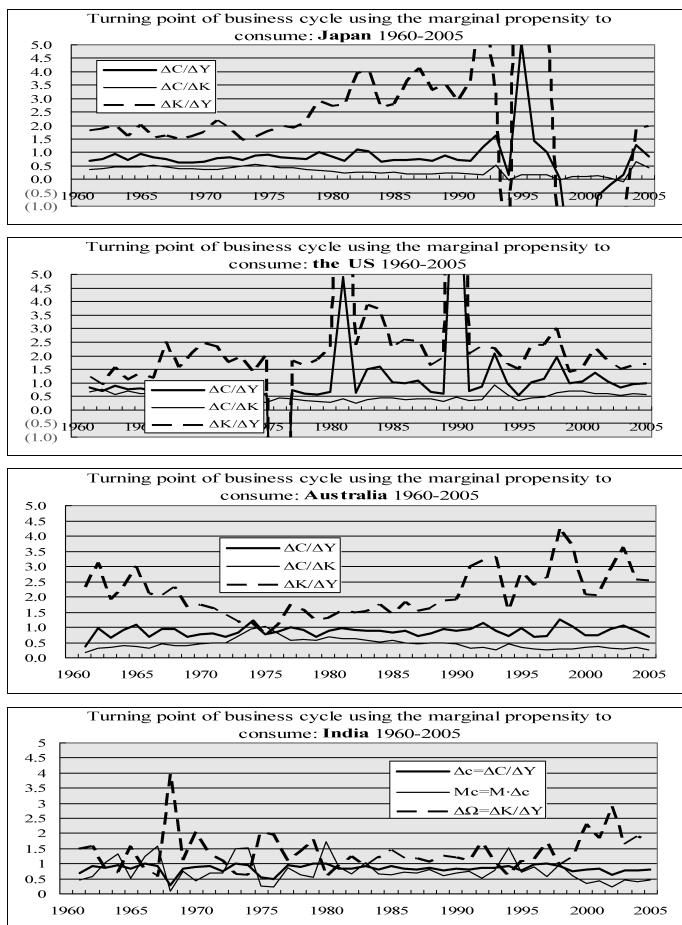 Turning point of business cycle using the marginal propensity to
consume: Japan 1960-2005
5.0
4.5
4.0
3.5
3.0
2.5
2.0
1.5
1.0
0.5
0.0
(0.5)
(1.0)
ΔC/ΔY
ΔC/ΔK
ΔK/ΔY
1960 1965 1970 1975 1980 1985 1990 1995 2000 2005
Turning point of business cycle using the marginal propensity to
consume: the US 1960-2005
5.0
4.5
4.0
3.5
3.0
2.5
2.0
1.5
1.0
0.5
0.0
(0.5)
(1.0)
ΔC/ΔY
ΔC/ΔK
ΔK/ΔY
1960 196 75 1980 1985 1990 1995 2000 2005
Turning point of business cycle using the marginal propensity to
consume: Australia 1960-2005
5.0
4.5
4.0
3.5
3.0
2.5
2.0
1.5
1.0
0.5
0.0
ΔC/ΔY
ΔC/ΔK
ΔK/ΔY
1960 1965 1970 1975 1980 1985 1990 1995 2000 2005
Turning point of business cycle using the marginal propensity to
consume: India 1960-2005
5
4.5
4
3.5
3
2.5
2
1.5
1
0.5
0
Δc=ΔC/ΔY
Mc=M·Δc
ΔΩ=ΔK/ΔY
1960 1965 1970 1975 1980 1985 1990 1995 2000 2005